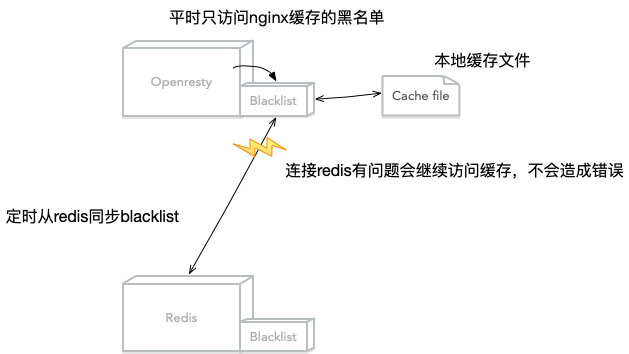 平时只访问nginx缓存的黑名单
Openresty
Blacklist
本地缓存文件
Cache file
连接redis有问题会继续访问缓存，不会造成错误
定时从redis同步blacklist
Redis
Blacklist